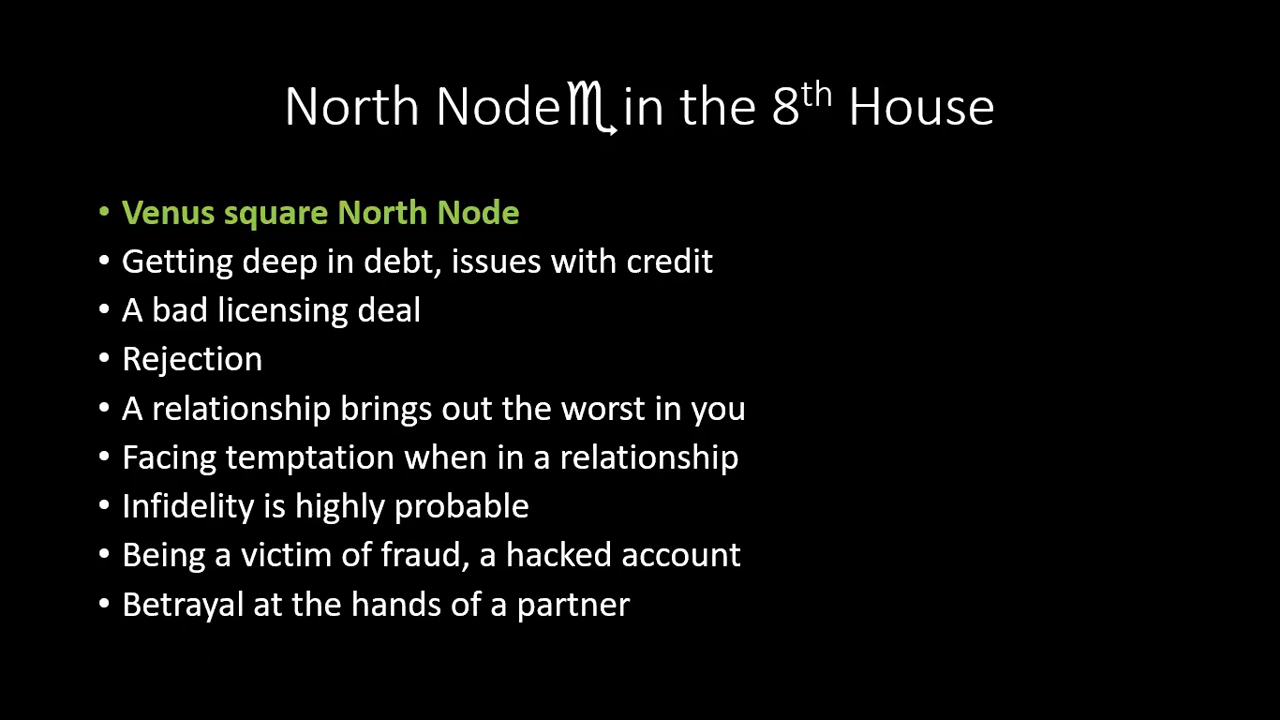 North Node♏in the 8th House
• Venus square North Node
• Getting deep in debt, issues with credit
• A bad licensing deal
• Rejection
• A relationship brings out the worst in you
• Facing temptation when in a relationship
• Infidelity is highly probable
• Being a victim of fraud, a hacked account
• Betrayal at the hands of a partner